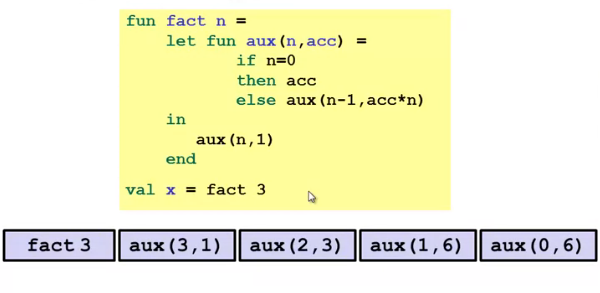 fun fact n =
let fun aux(n,acc) =
if n=0
then acc
else aux(n-1,acc*n)
in
aux(n,1)
end
val x = fact 3
fact 3 aux(3,1) aux(2,3) aux(1,6) aux(0,6)